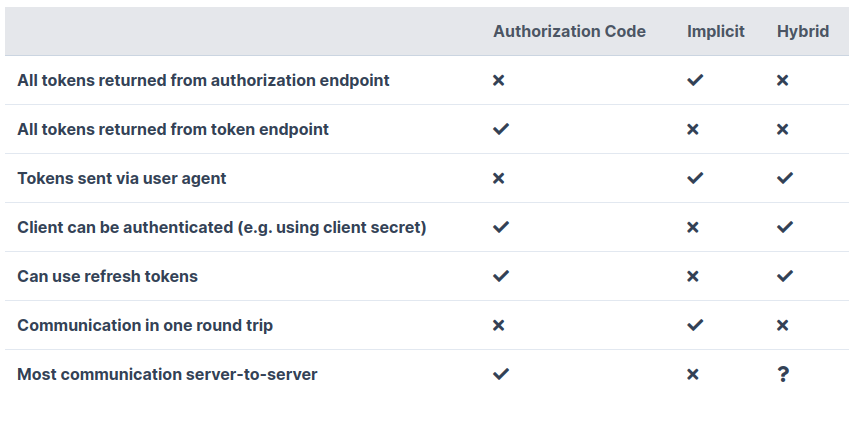 Authorization Code Implicit Hybrid
All tokens returned from authorization endpoint ✕ ✓ ✕
All tokens returned from token endpoint ✓ ✕ ✕
Tokens sent via user agent ✕ ✓ ✓
Client can be authenticated (e.g. using client secret) ✓ ✕ ✓
Can use refresh tokens ✓ ✕ ✓
Communication in one round trip ✕ ✓ ✕
Most communication server-to-server ✓ ✕ ?